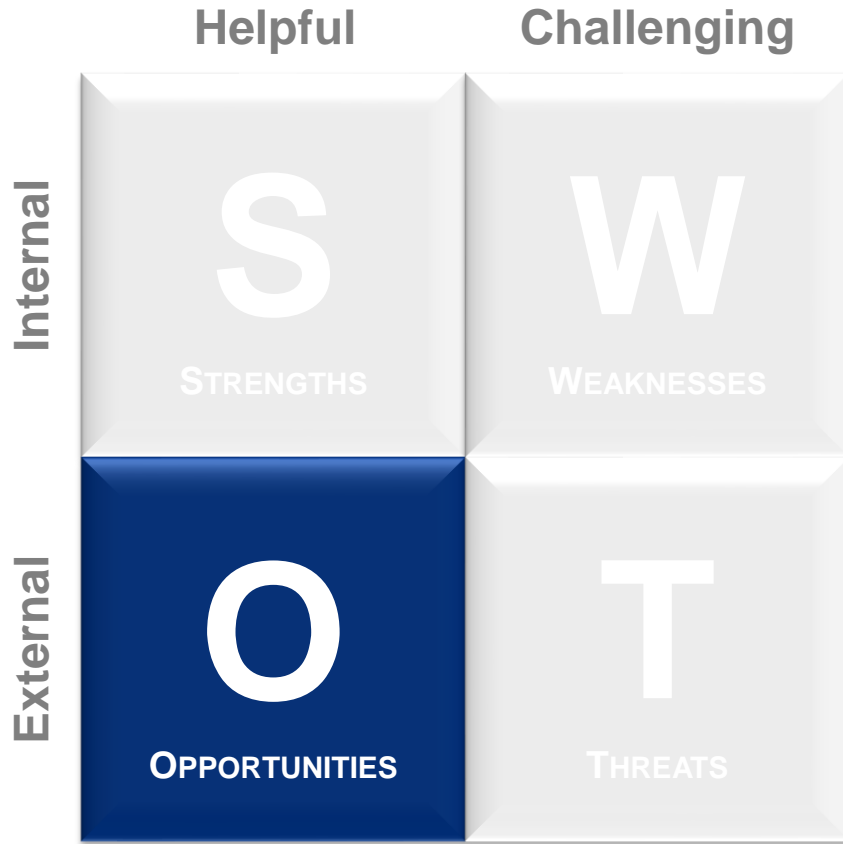 Helpful Challenging
Internal
S W
STRENGTHS WEAKNESSES
External
O T
OPPORTUNITIES THREATS